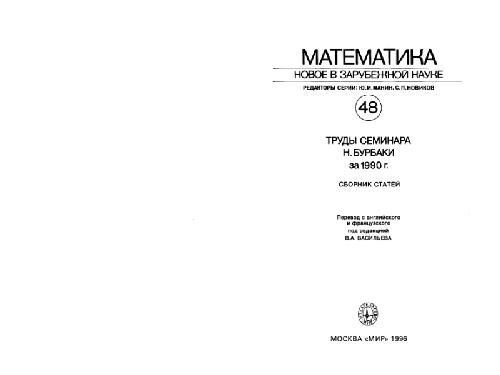 МАТЕМАТИКА
НОВОЕ В ЗАРУБЕЖНОЙ НАУКЕ
РЕДАКТОРЫ СЕРИИ: Ю.И.МАНИН, С.П.НОВИКОВ
48
ТРУДЫ СЕМИНАРА
Н. БУРБАКИ
за 1990 г.
СБОРНИК СТАТЕЙ
Перевод с английского
и французского
под редакцией
В.А. ВАСИЛЬЕВА
МОСКВА «МИР» 1996